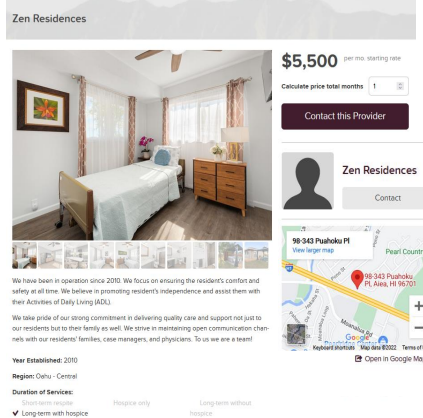 Zen Residences
$5,500 per mo. starting rate
Calculate price total months 1
Contact this Provider
Zen Residences
Contact
98-343 Puahoku Pl
View larger map
Pearl Countr
98-343 Puahoku
Pl, Aiea, HI 96701
Moanalua Rd
Google
Keyboard shortcuts Map data ©2022 Terms of
Open in Google Ma
We have been in operation since 2010. We focus on ensuring the resident's comfort and
safety at all time. We believe in promoting resident's independence and assist them with
their Activities of Daily Living (ADL).
We take pride of our strong commitment in delivering quality care and support not just to
our residents but to their family as well. We strive in maintaining open communication chan-
nels with our residents' families, case managers, and physicians. To us we are a team!
Year Established: 2010
Region: Oahu - Central
Duration of Services:
Short-term respite Hospice only Long-term without
hospice
Long-term with hospice